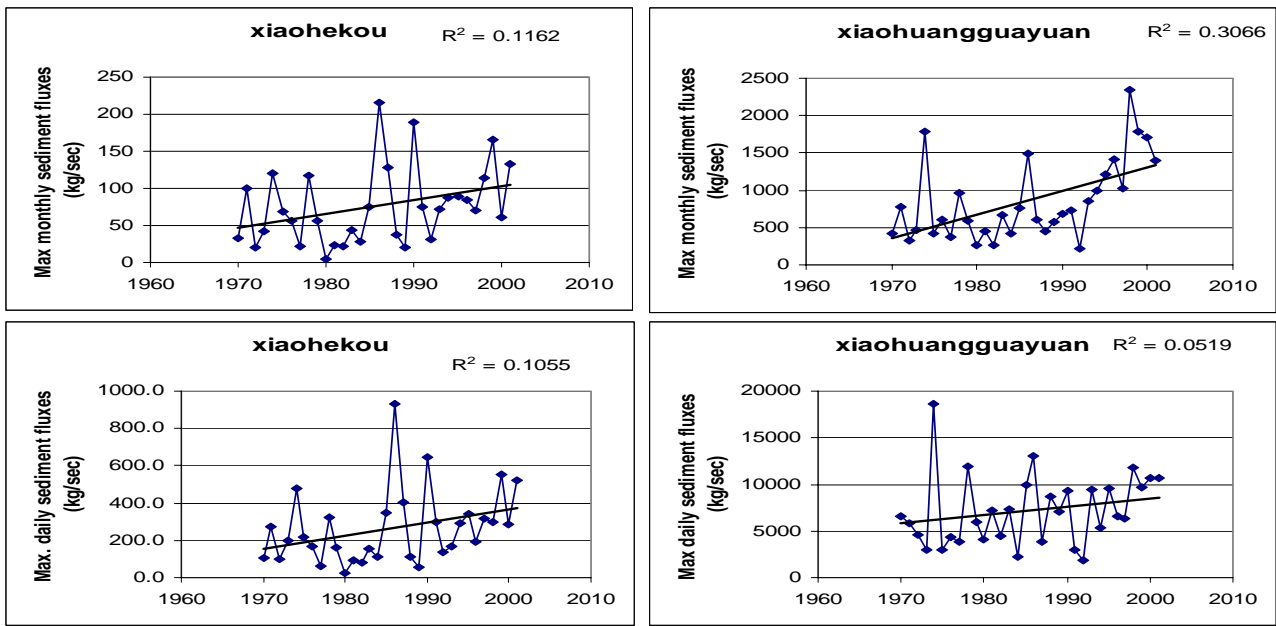 xiaohekou
R² = 0.1162
Max monthly sediment fluxes
(kg/sec)
250
200
150
100
50
0
1960 1970 1980 1990 2000 2010
xiaohuangguayuan
R² = 0.3066
Max monthly sediment fluxes
(kg/sec)
2500
2000
1500
1000
500
0
1960 1970 1980 1990 2000 2010
xiaohekou
R² = 0.1055
Max. daily sediment fluxes
(kg/sec)
1000.0
800.0
600.0
400.0
200.0
0.0
1960 1970 1980 1990 2000 2010
xiaohuangguayuan
R² = 0.0519
Max daily sediment fluxes
(kg/sec)
20000
15000
10000
5000
0
1960 1970 1980 1990 2000 2010